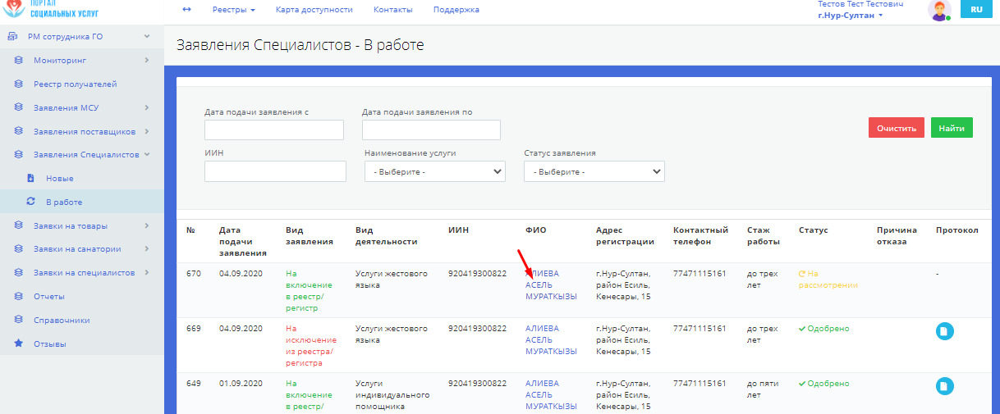 ПОРТАЛ
СОЦИАЛЬНЫХ УСЛУГ
Реестры
Карта доступности
Контакты
Поддержка
Тестов Тест Тестович
г.Нур-Султан
RU
РМ сотрудника ГО
Мониторинг
Реестр получателей
Заявления МСУ
Заявления поставщиков
Заявления Специалистов
Новые
В работе
Заявки на товары
Заявки на санатории
Заявки на специалистов
Отчеты
Справочники
Отзывы
Заявления Специалистов - В работе
Дата подачи заявления с
Дата подачи заявления по
Очистить
Найти
ИИН
Наименование услуги
Статус заявления
- Выберите -
- Выберите -
№
Дата
подачи
заявления
Вид
заявления
Вид
деятельности
ИИН
ФИО
Адрес
регистрации
Контактный
телефон
Стаж
работы
Статус
Причина
отказа
Протокол
670
04.09.2020
На
включение
в реестр/
регистр
Услуги жестового
языка
920419300822
АЛИЕВА
АСЕЛЬ
МУРАТКЫЗЫ
г.Нур-Султан,
район Есиль,
Кенесары, 15
77471115161
до трех
лет
На
рассмотрении
-
669
04.09.2020
На
исключение
из реестра/
регистра
Услуги жестового
языка
920419300822
АЛИЕВА
АСЕЛЬ
МУРАТКЫЗЫ
г.Нур-Султан,
район Есиль,
Кенесары, 15
77471115161
до трех
лет
Одобрено
649
01.09.2020
На
включение
в реестр/
Услуги
индивидуального
помощника
920419300822
АЛИЕВА
АСЕЛЬ
МУРАТКЫЗЫ
г.Нур-Султан,
район Есиль,
Кенесары, 15
77471115161
до пяти
лет
Одобрено